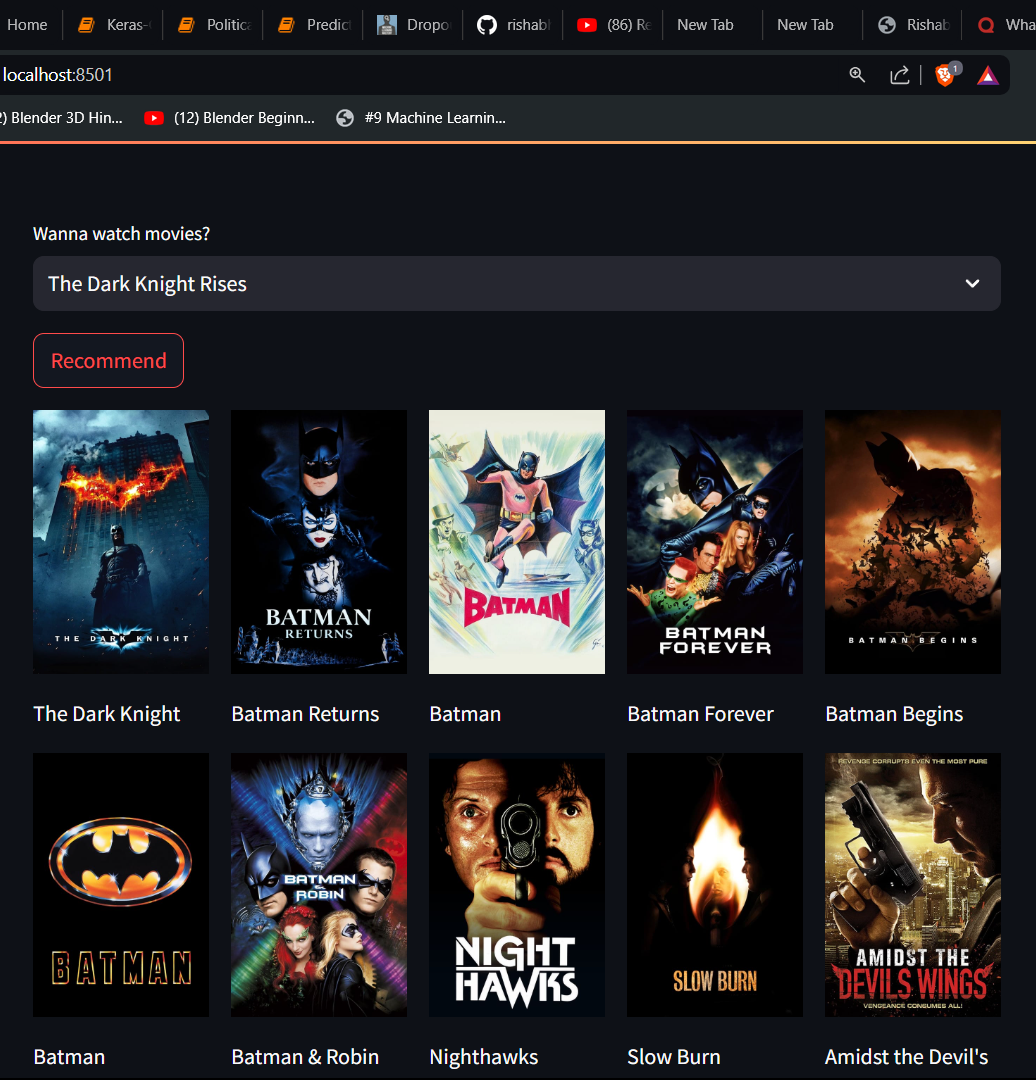 Home Keras- Politica Predict Dropo rishabh (86) Re New Tab New Tab Rishab Wha
localhost:8501
1
2) Blender 3D Hin... (12) Blender Beginn... #9 Machine Learnin...
Wanna watch movies?
The Dark Knight Rises
Recommend
THE DARK KNIGHT
BATMAN
RETURNS
BATMAN
BATMAN
FOREVER
BATMAN BEGINS
The Dark Knight Batman Returns Batman Batman Forever Batman Begins
BATMAN
BATMAN
&
ROBIN
NIGHT
HAWKS
SLOW BURN
REVENGE CORRUPTS EVEN THE MOST PURE
AMIDST THE
DEVILS WINGS
VENGEANCE CONSUMES ALL!
Batman Batman & Robin Nighthawks Slow Burn Amidst the Devil's